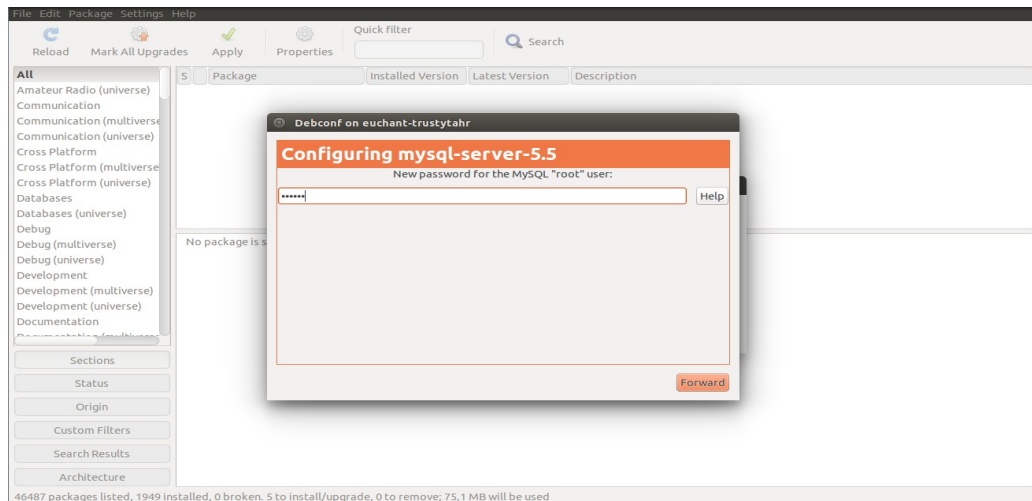 File Edit Package Settings Help
Reload
Mark All Upgrades
Apply
Properties
Quick filter
Search
All
Amateur Radio (universe)
Communication
Communication (multiverse
Communication (universe)
Cross Platform
Cross Platform (multiverse
Cross Platform (universe)
Databases
Databases (universe)
Debug
Debug (multiverse)
Debug (universe)
Development
Development (multiverse)
Development (universe)
Documentation
S Package Installed Version Latest Version Description
No package is s
Debconf on euchant-trustytahr
Configuring mysql-server-5.5
New password for the MySQL "root" user:
••••••
Help
Forward
Sections
Status
Origin
Custom Filters
Search Results
Architecture
46487 packages listed, 1949 installed, 0 broken. 5 to install/upgrade, 0 to remove; 75,1 MB will be used